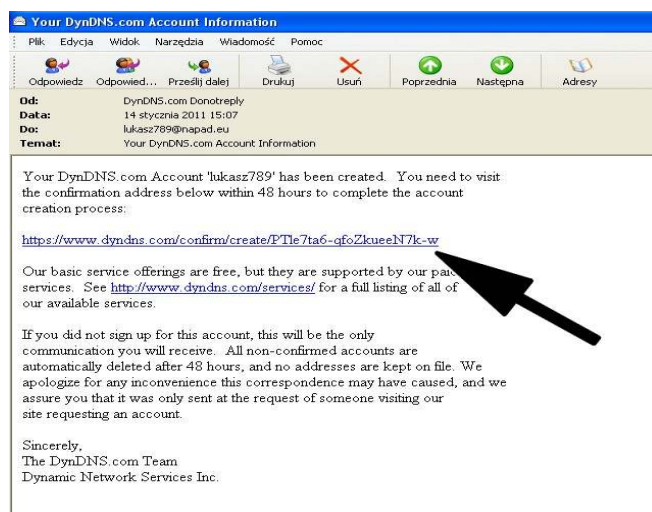 Your DynDNS.com Account Information
Plik Edycja Widok Narzędzia Wiadomość Pomoc
Odpowiedz Odpowied... Prześlij dalej Drukuj Usuń Poprzednia Następna Adresy
Od: DynDNS.com Donotreply
Data: 14 stycznia 2011 15:07
Do: lukasz789@napad.eu
Temat: Your DynDNS.com Account Information
Your DynDNS.com Account 'lukasz789' has been created. You need to visit
the confirmation address below within 48 hours to complete the account
creation process:
https://www.dyndns.com/confirm/create/PTle7ta6-qfoZkueeN7k-w
Our basic service offerings are free, but they are supported by our paid
services. See http://www.dyndns.com/services/ for a full listing of all of
our available services.
If you did not sign up for this account, this will be the only
communication you will receive. All non-confirmed accounts are
automatically deleted after 48 hours, and no addresses are kept on file. We
apologize for any inconvenience this correspondence may have caused, and we
assure you that it was only sent at the request of someone visiting our
site requesting an account.
Sincerely,
The DynDNS.com Team
Dynamic Network Services Inc.